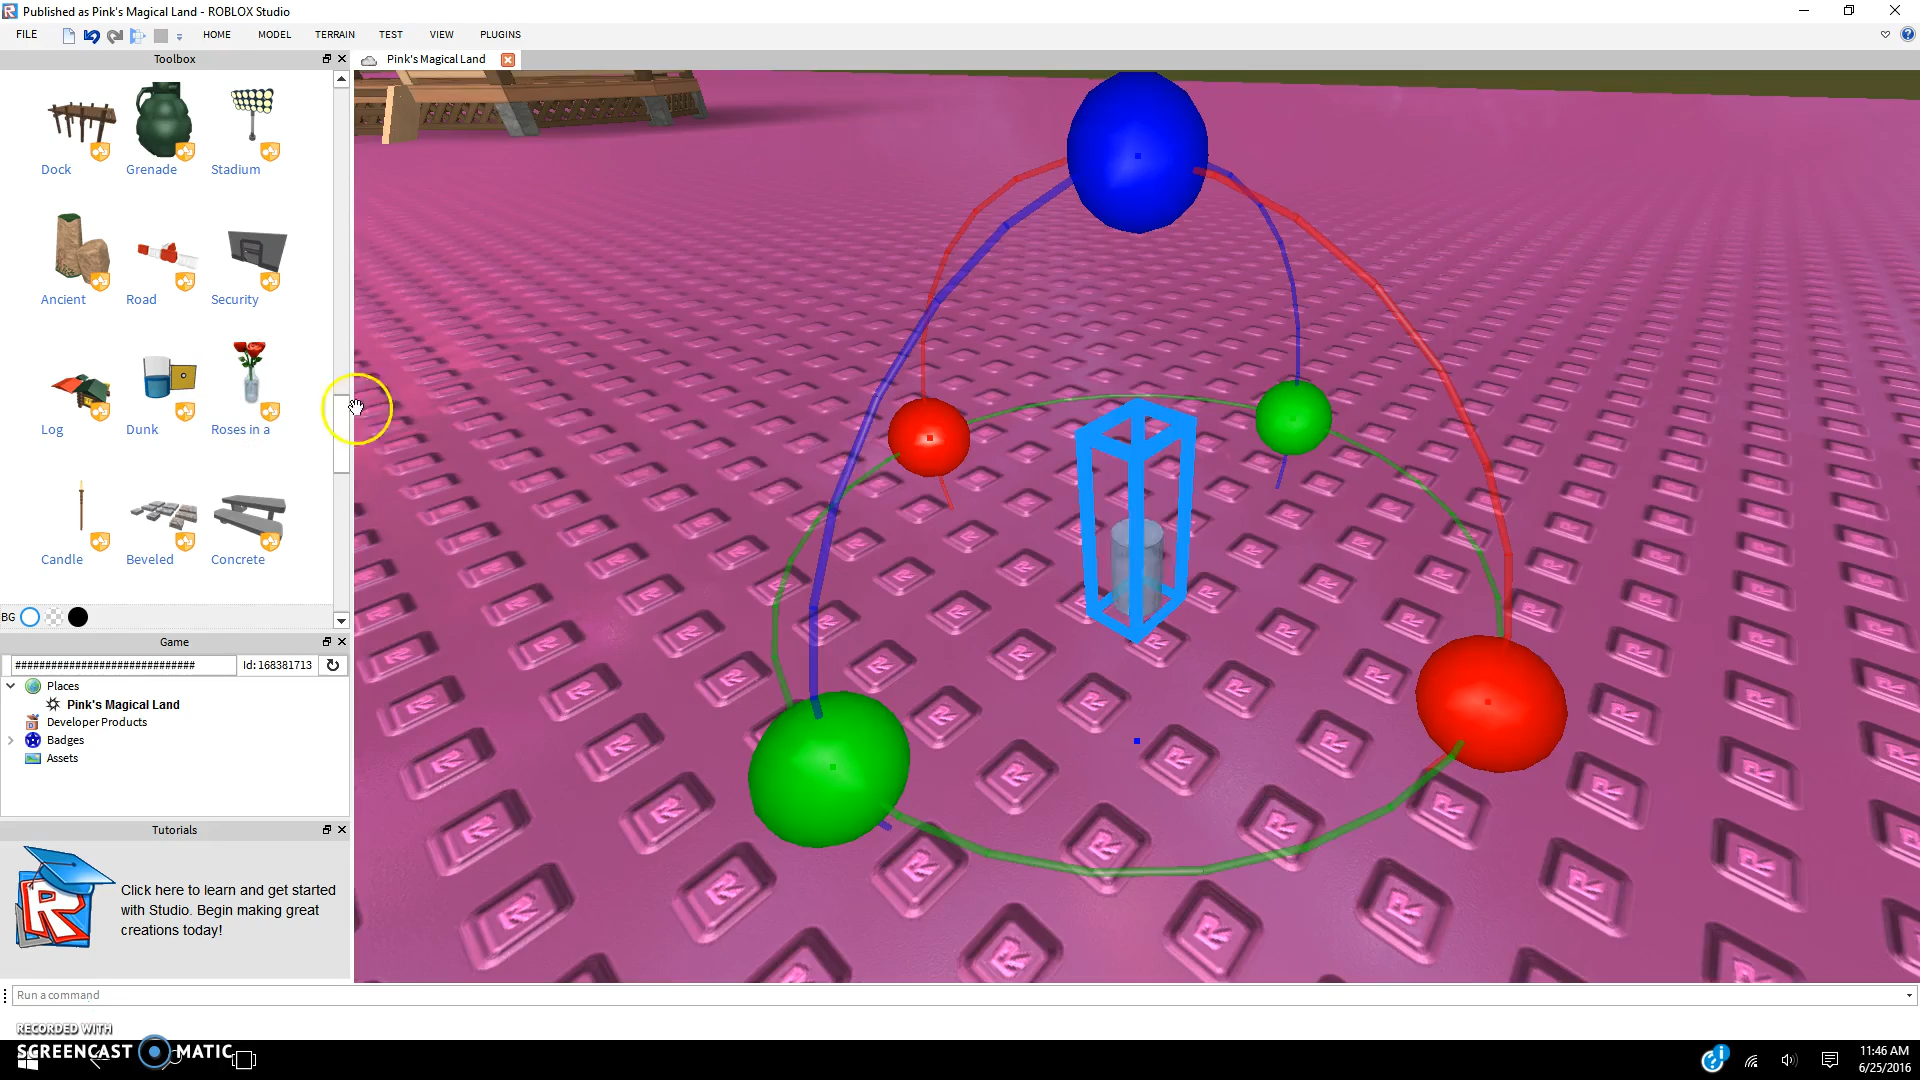 Published as Pink's Magical Land - ROBLOX Studio
FILE HOME MODEL TERRAIN TEST VIEW PLUGINS
Toolbox
Pink's Magical Land
Dock Grenade Stadium
Ancient Road Security
Log Dunk Roses in a
Candle Beveled Concrete
BG
Game
############################ Id: 168381713
Places
Pink's Magical Land
Developer Products
Badges
Assets
Tutorials
Click here to learn and get started
with Studio. Begin making great
creations today!
Run a command
RECORDED WITH
SCREENCAST MATIC
11:46 AM
6/25/2016